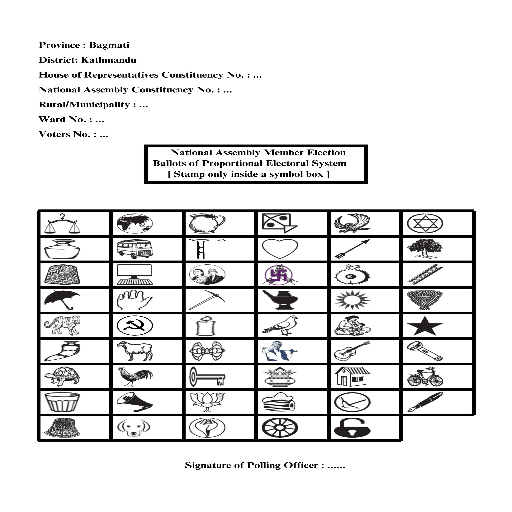 Province : Bagmati
District: Kathmandu
House of Representatives Constituency No. : ...
National Assembly Constituency No. : ...
Rural/Municipality : ...
Ward No. : ...
Voters No. : ...
National Assembly Member Election
Ballots of Proportional Electoral System
[ Stamp only inside a symbol box ]
Signature of Polling Officer : ......